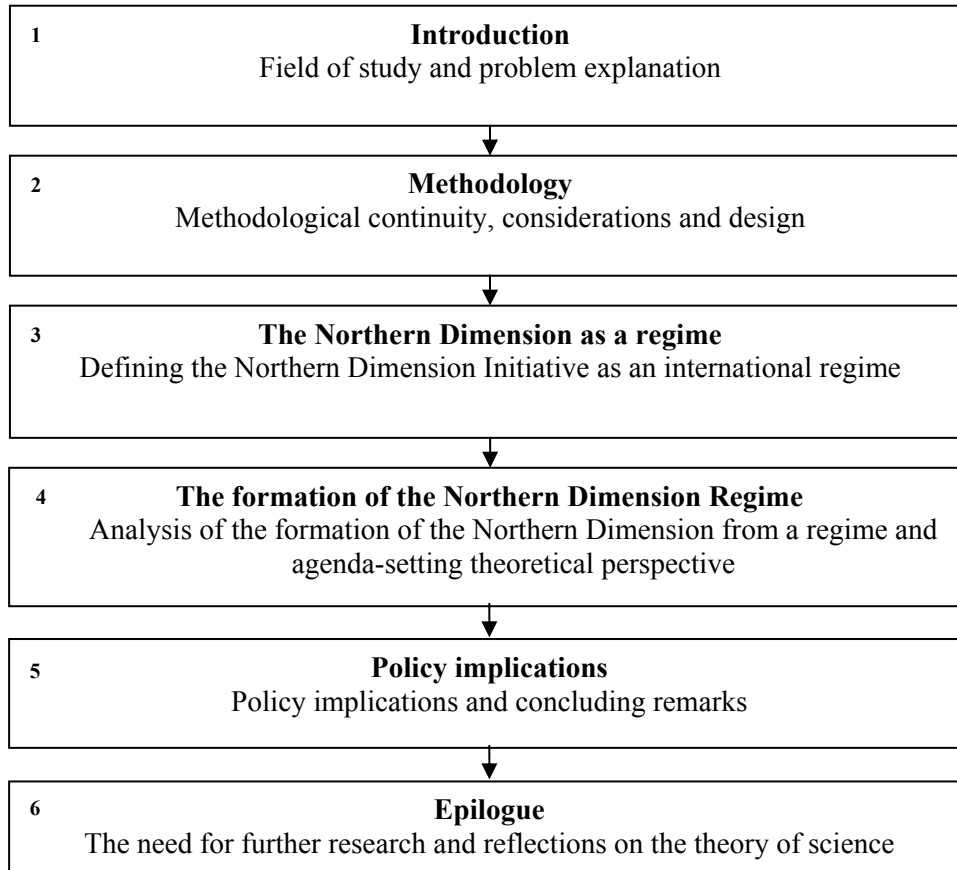 1 Introduction
Field of study and problem explanation
2 Methodology
Methodological continuity, considerations and design
3 The Northern Dimension as a regime
Defining the Northern Dimension Initiative as an international regime
4 The formation of the Northern Dimension Regime
Analysis of the formation of the Northern Dimension from a regime and
agenda-setting theoretical perspective
5 Policy implications
Policy implications and concluding remarks
6 Epilogue
The need for further research and reflections on the theory of science